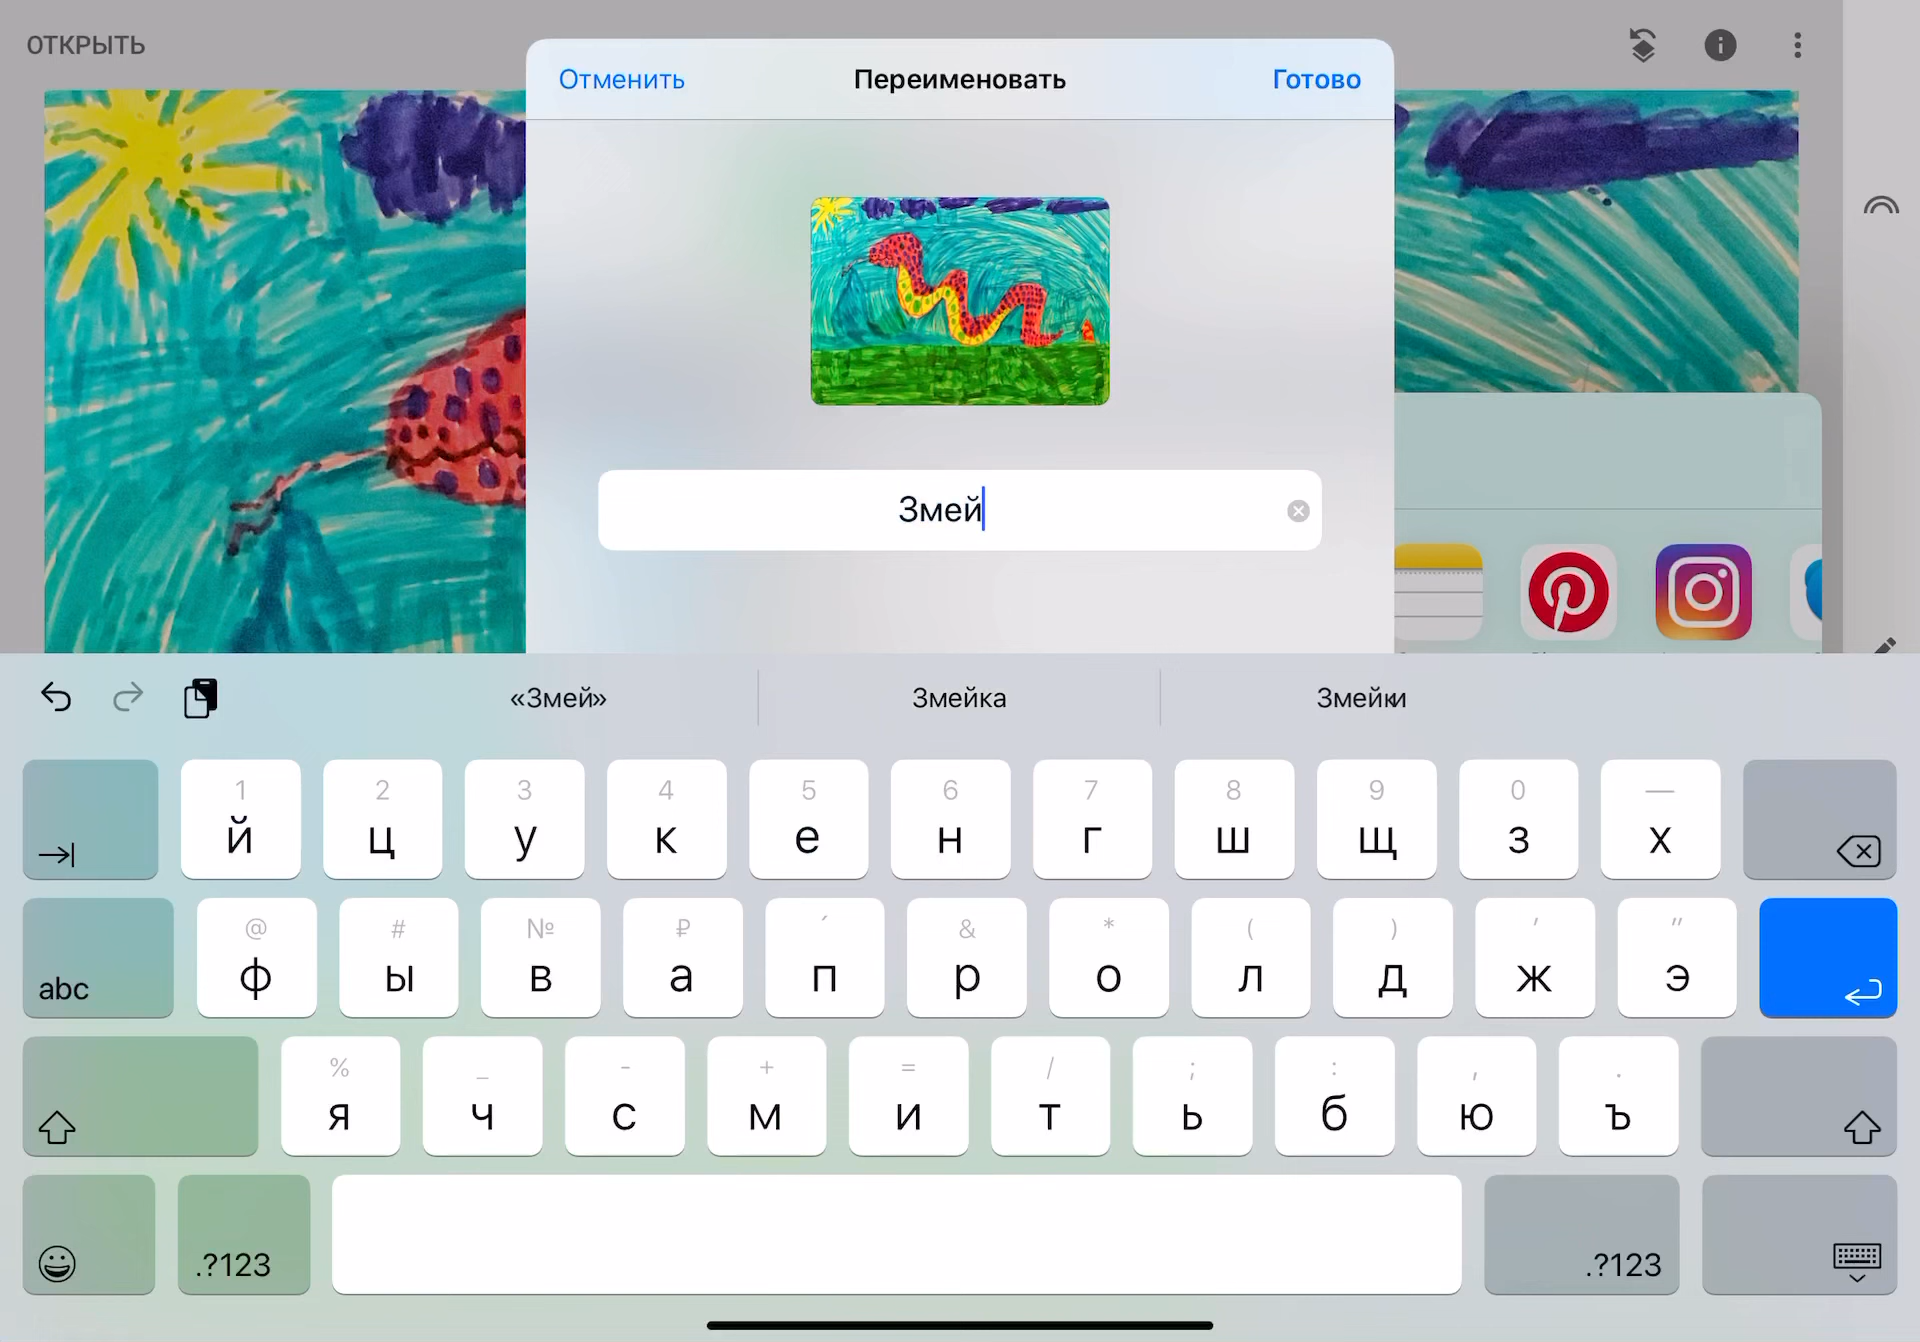 ОТКРЫТЬ
Отменить
Переименовать
Готово
Змей
«Змей»
Змейка
Змейки
1 2 3 4 5 6 7 8 9 0 —
й ц у к е н г ш щ з х
@ # № ₽ ´ & * ( ) ′ ″
abc ф ы в а п р о л д ж э
% _ - + = / ; : , .
я ч с м и т ь б ю ъ
.?123
.?123